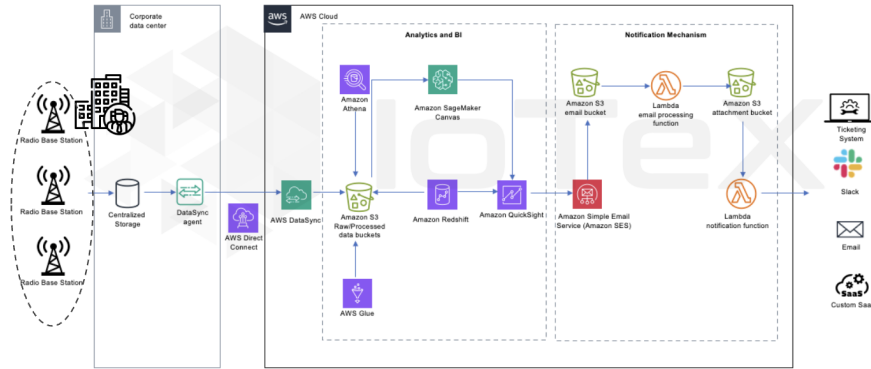 Corporate
data center
aws
AWS Cloud
Analytics and BI
Notification Mechanism
Radio Base Station
Radio Base Station
Radio Base Station
Centralized
Storage
DataSync
agent
AWS Direct
Connect
AWS DataSync
Amazon
Athena
Amazon SageMaker
Canvas
Amazon S3
Raw/Processed
data buckets
Amazon Redshift
Amazon QuickSight
AWS Glue
Amazon S3
email bucket
Lambda
email processing
function
Amazon S3
attachment bucket
Amazon Simple Email
Service (Amazon SES)
Lambda
notification function
Ticketing
System
Slack
Email
SaaS
Custom Saa
IoTex